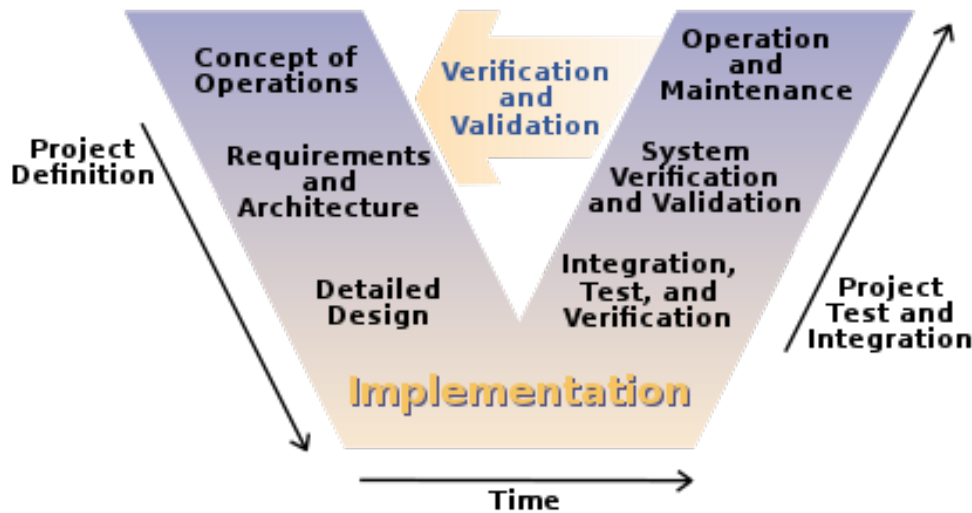 Concept of
Operations
Verification
and
Validation
Operation
and
Maintenance
Project
Definition
Requirements
and
Architecture
System
Verification
and Validation
Detailed
Design
Integration,
Test, and
Verification
Project
Test and
Integration
Implementation
Time